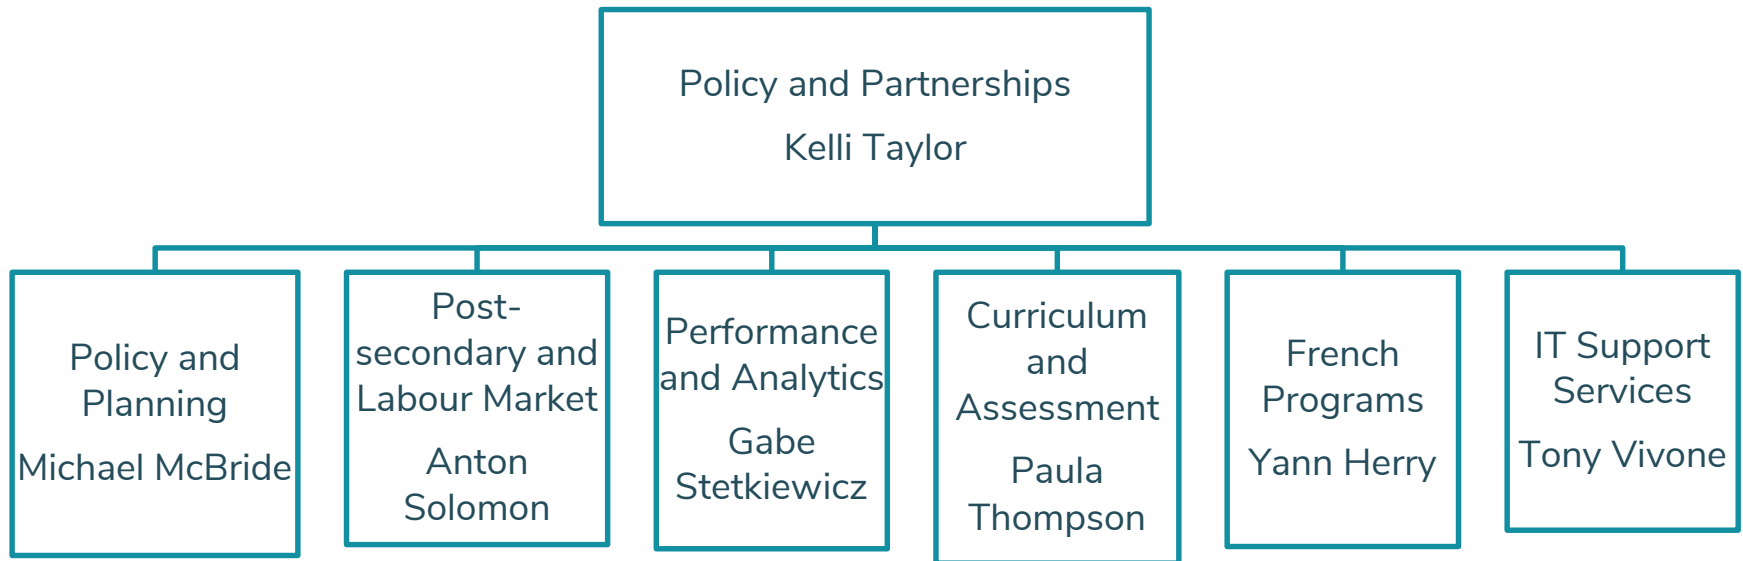 Policy and Partnerships
Kelli Taylor
Policy and
Planning
Michael McBride
Post-
secondary and
Labour Market
Anton
Solomon
Performance
and Analytics
Gabe
Stetkiewicz
Curriculum
and
Assessment
Paula
Thompson
French
Programs
Yann Herry
IT Support
Services
Tony Vivone